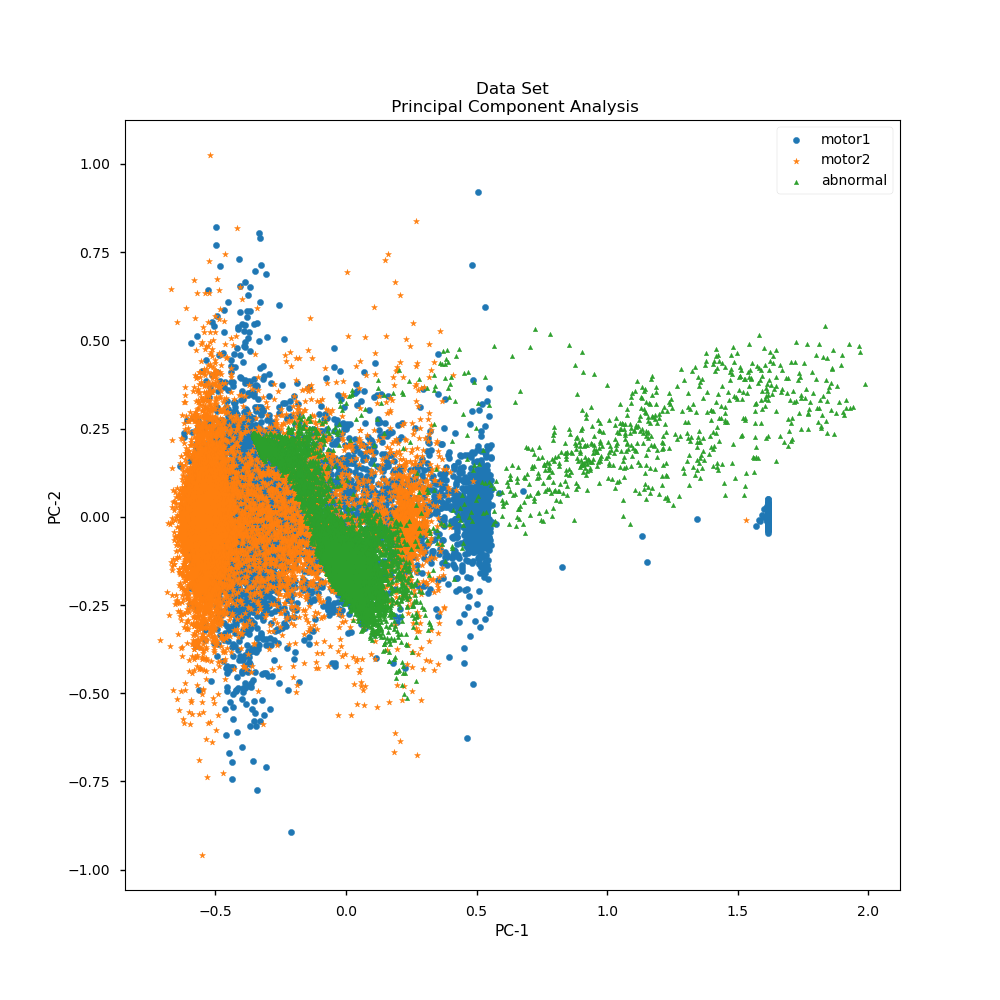 Data Set
Principal Component Analysis
motor1
motor2
abnormal
1.00
0.75
0.50
0.25
0.00
−0.25
−0.50
−0.75
−1.00
PC-2
−0.5
0.0
0.5
1.0
1.5
2.0
PC-1